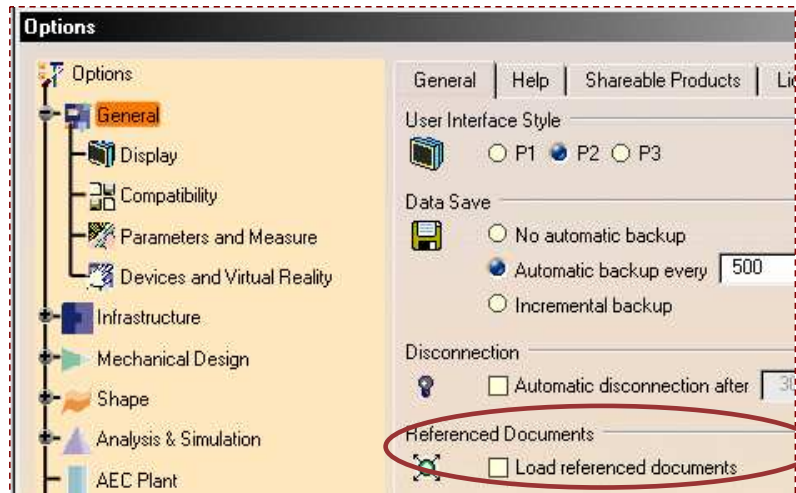 Options
Options
General
Display
Compatibility
Parameters and Measure
Devices and Virtual Reality
Infrastructure
Mechanical Design
Shape
Analysis & Simulation
AEC Plant
General Help Shareable Products
User Interface Style
P1 P2 P3
Data Save
No automatic backup
Automatic backup every 500
Incremental backup
Disconnection
Automatic disconnection after
Referenced Documents
Load referenced documents